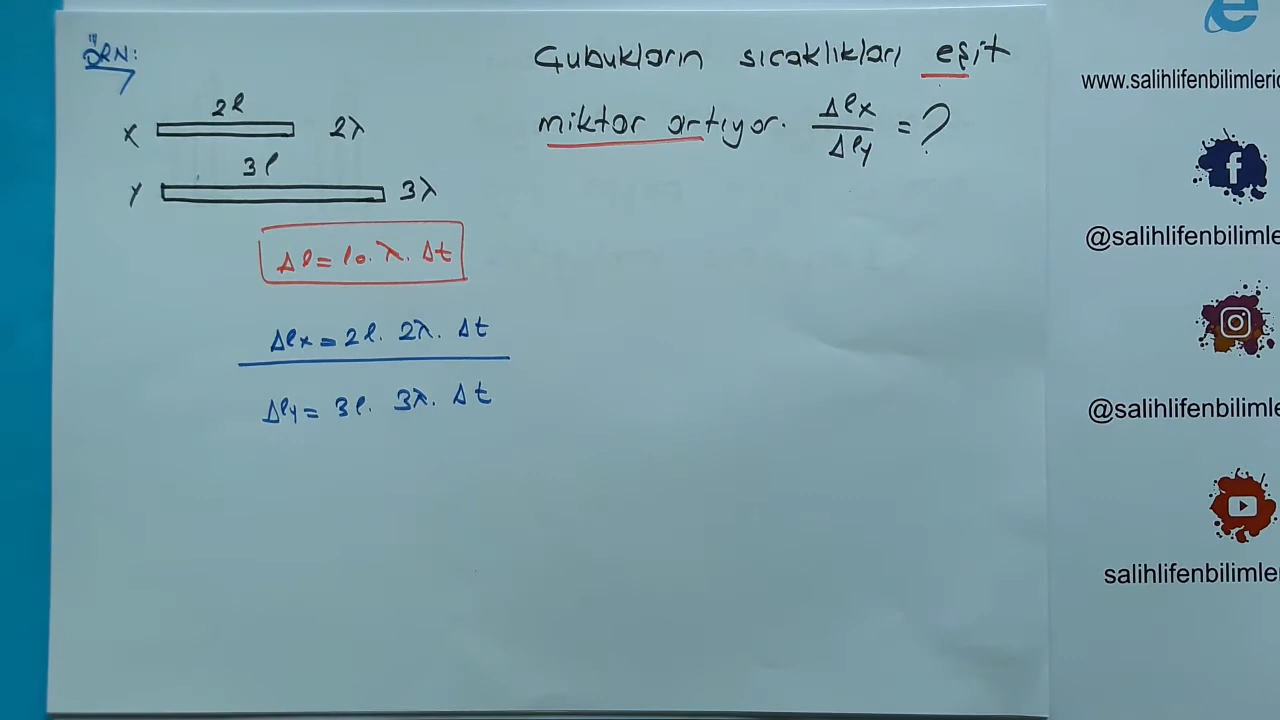 ÖRN:
Çubukların sıcaklıkları eşit
miktar artıyor. Δℓx/Δℓy = ?
2ℓ
X 2λ
3ℓ
Y 3λ
Δℓ = ℓ0. λ. Δt
Δℓx = 2ℓ. 2λ. Δt
Δℓy = 3ℓ. 3λ. Δt
www.salihlifenbilimleri
@salihlifenbilimle
@salihlifenbilimle
salihlifenbilimle